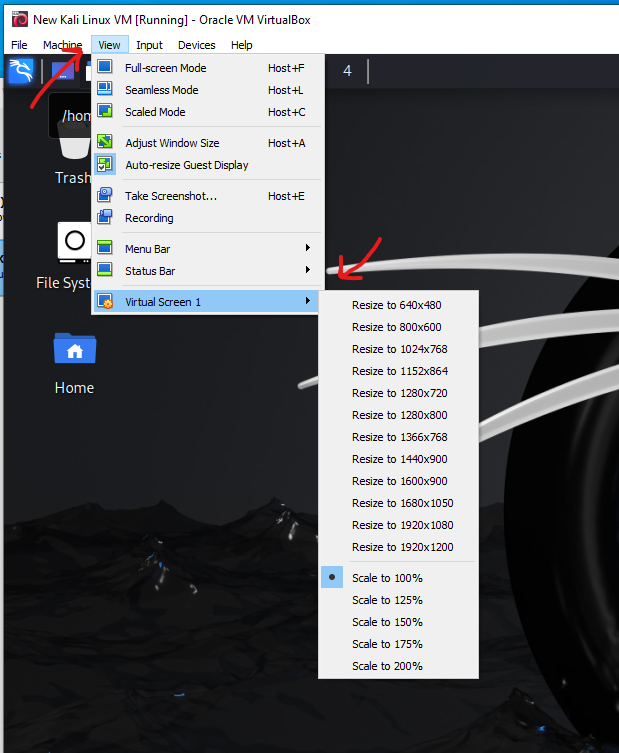 New Kali Linux VM [Running] - Oracle VM VirtualBox
File Machine View Input Devices Help
4
Full-screen Mode Host+F
Seamless Mode Host+L
Scaled Mode Host+C
Adjust Window Size Host+A
Auto-resize Guest Display
Take Screenshot... Host+E
Recording
Menu Bar
Status Bar
Virtual Screen 1
Resize to 640x480
Resize to 800x600
Resize to 1024x768
Resize to 1152x864
Resize to 1280x720
Resize to 1280x800
Resize to 1366x768
Resize to 1440x900
Resize to 1600x900
Resize to 1680x1050
Resize to 1920x1080
Resize to 1920x1200
Scale to 100%
Scale to 125%
Scale to 150%
Scale to 175%
Scale to 200%
/hom
Trash
File Syst
Home